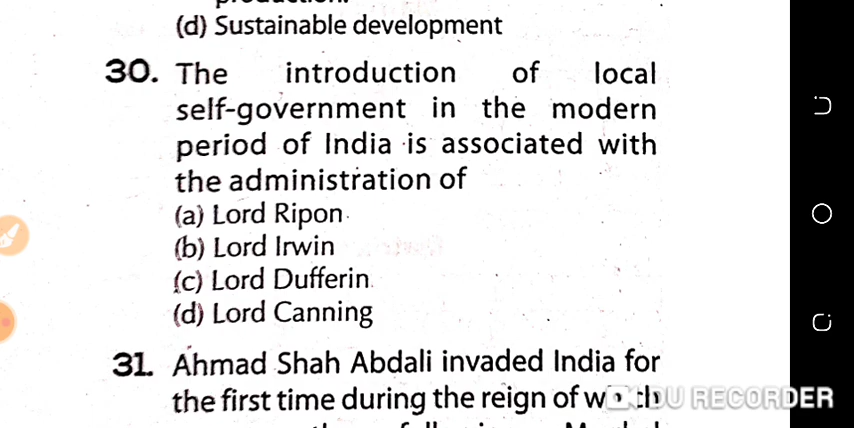 (d) Sustainable development
30. The introduction of local
self-government in the modern
period of India is associated with
the administration of
(a) Lord Ripon
(b) Lord Irwin
(c) Lord Dufferin
(d) Lord Canning
31. Ahmad Shah Abdali invaded India for
the first time during the reign of
DU RECORDER